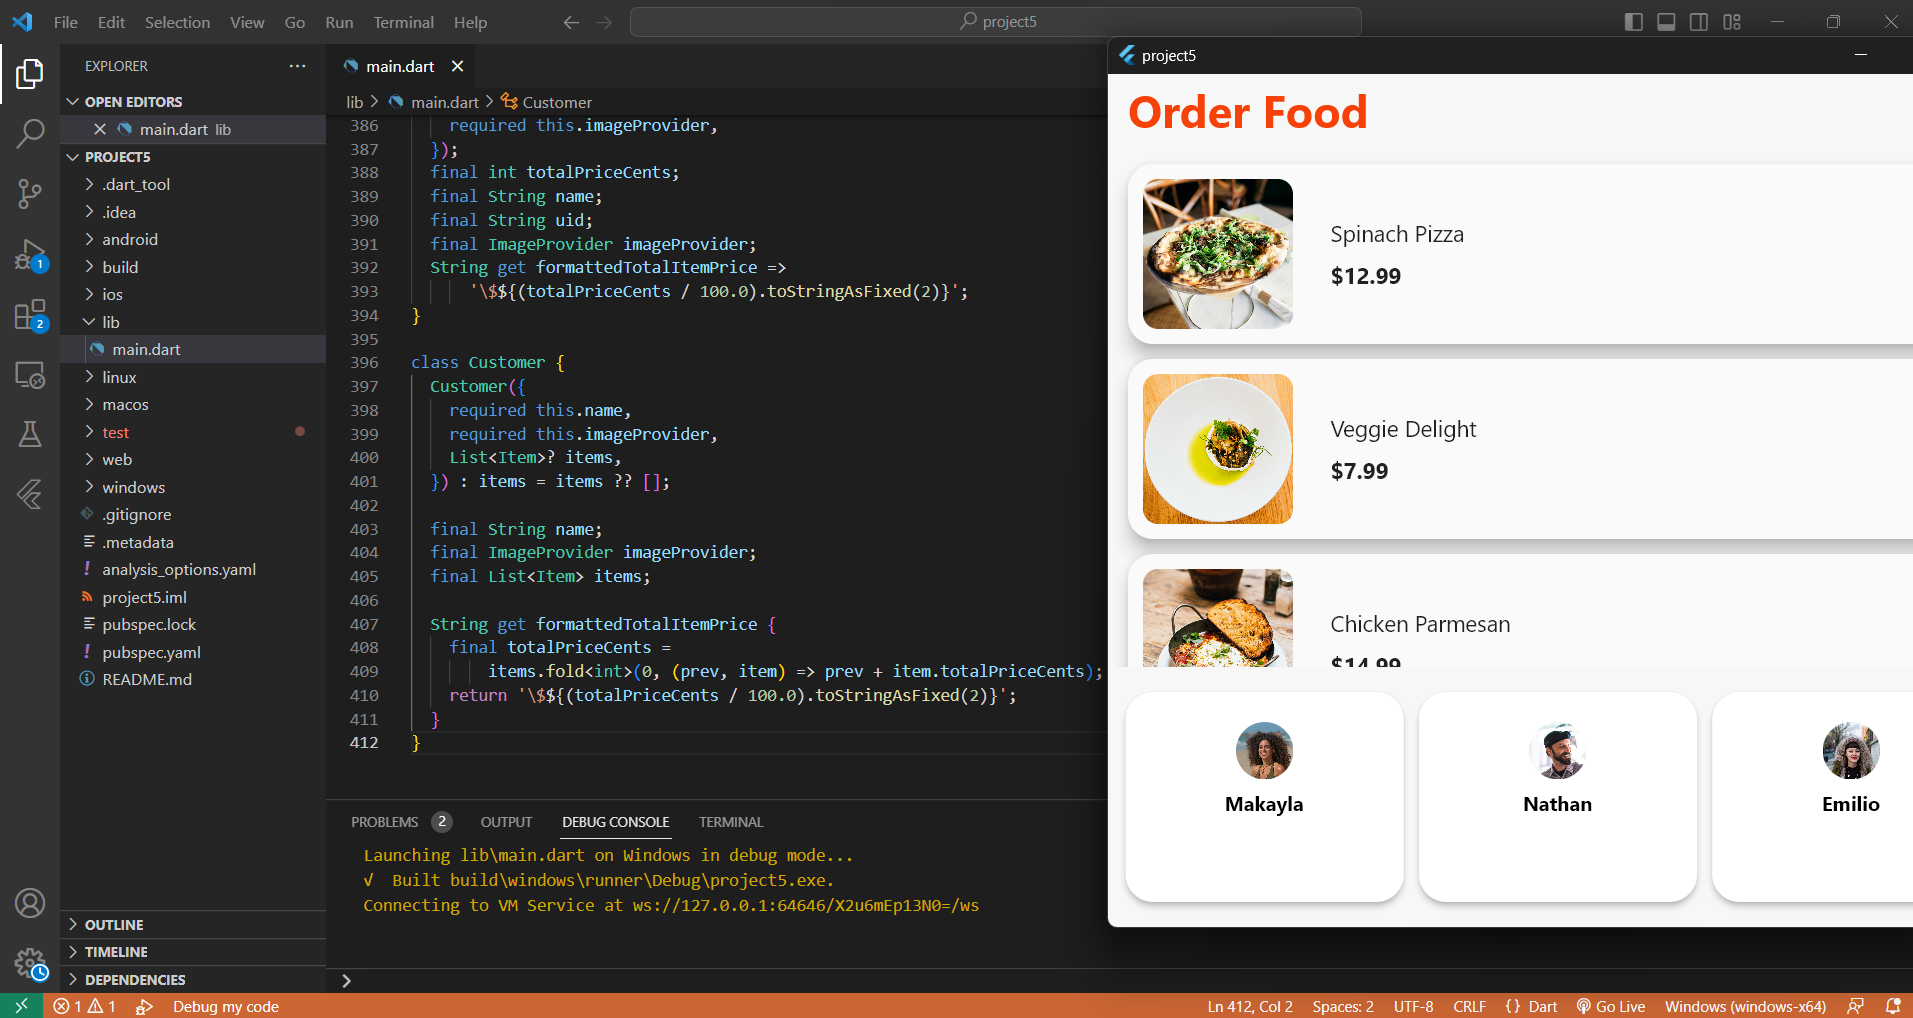 File Edit Selection View Go Run Terminal Help
project5
EXPLORER
OPEN EDITORS
main.dart lib
PROJECT5
.dart_tool
.idea
android
build
ios
lib
main.dart
linux
macos
test
web
windows
.gitignore
.metadata
analysis_options.yaml
project5.iml
pubspec.lock
pubspec.yaml
README.md
OUTLINE
TIMELINE
DEPENDENCIES
1
2
main.dart
lib > main.dart > Customer
386 required this.imageProvider,
387 });
388 final int totalPriceCents;
389 final String name;
390 final String uid;
391 final ImageProvider imageProvider;
392 String get formattedTotalItemPrice =>
393 '\$${(totalPriceCents / 100.0).toStringAsFixed(2)}';
394 }
395
396 class Customer {
397 Customer({
398 required this.name,
399 required this.imageProvider,
400 List<Item>? items,
401 }) : items = items ?? [];
402
403 final String name;
404 final ImageProvider imageProvider;
405 final List<Item> items;
406
407 String get formattedTotalItemPrice {
408 final totalPriceCents =
409 items.fold<int>(0, (prev, item) => prev + item.totalPriceCents);
410 return '\$${(totalPriceCents / 100.0).toStringAsFixed(2)}';
411 }
412 }
PROBLEMS 2 OUTPUT DEBUG CONSOLE TERMINAL
Launching lib\main.dart on Windows in debug mode...
√ Built build\windows\runner\Debug\project5.exe.
Connecting to VM Service at ws://127.0.0.1:64646/X2u6mEp13N0=/ws
project5
Order Food
Spinach Pizza
$12.99
Veggie Delight
$7.99
Chicken Parmesan
$14.99
Makayla
Nathan
Emilio
1 1 Debug my code
Ln 412, Col 2 Spaces: 2 UTF-8 CRLF {} Dart Go Live Windows (windows-x64)